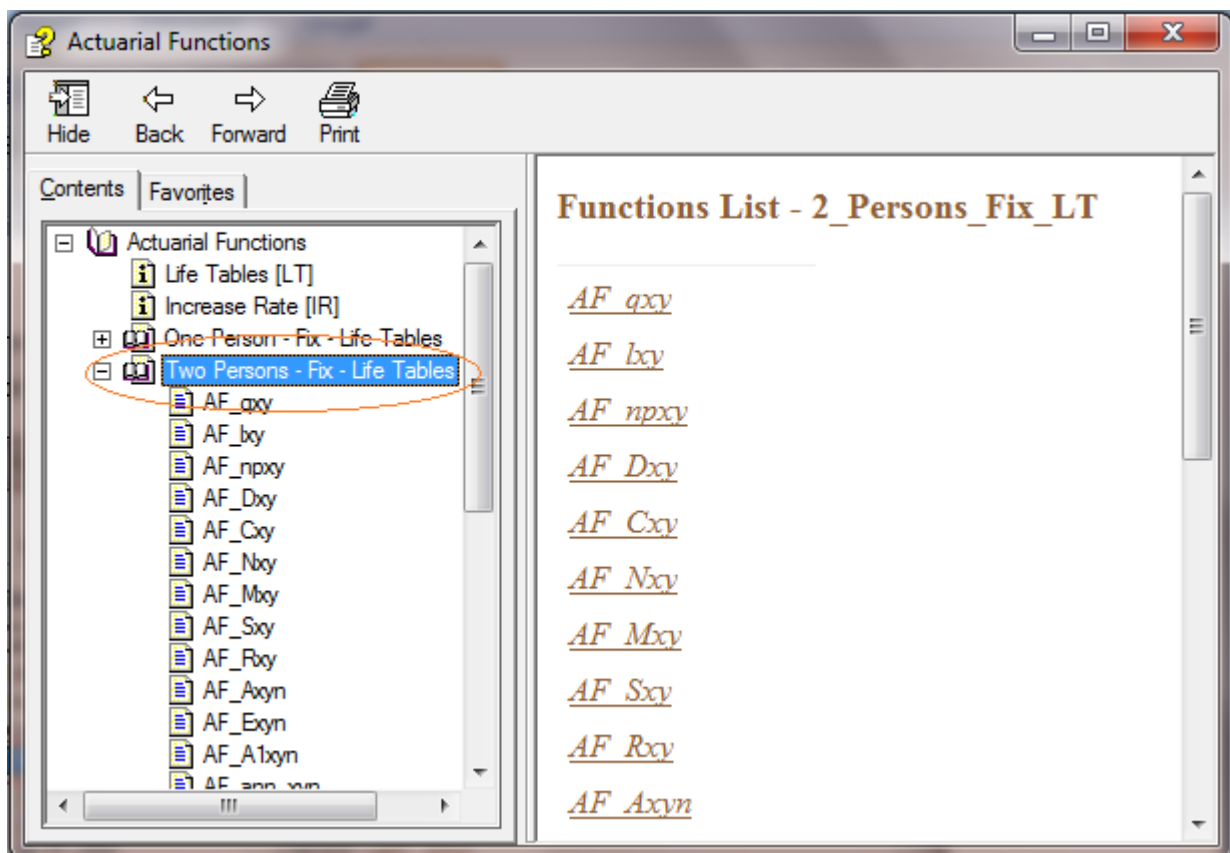 Actuarial Functions
Hide Back Forward Print
Contents Favorites
Actuarial Functions
Life Tables [LT]
Increase Rate [IR]
One Person - Fix - Life Tables
Two Persons - Fix - Life Tables
AF_qxy
AF_lxy
AF_npxy
AF_Dxy
AF_Cxy
AF_Nxy
AF_Mxy
AF_Sxy
AF_Rxy
AF_Axyn
AF_Exyn
AF_A1xyn
AF_ann_xyn
Functions List - 2_Persons_Fix_LT
AF_qxy
AF_lxy
AF_npxy
AF_Dxy
AF_Cxy
AF_Nxy
AF_Mxy
AF_Sxy
AF_Rxy
AF_Axyn